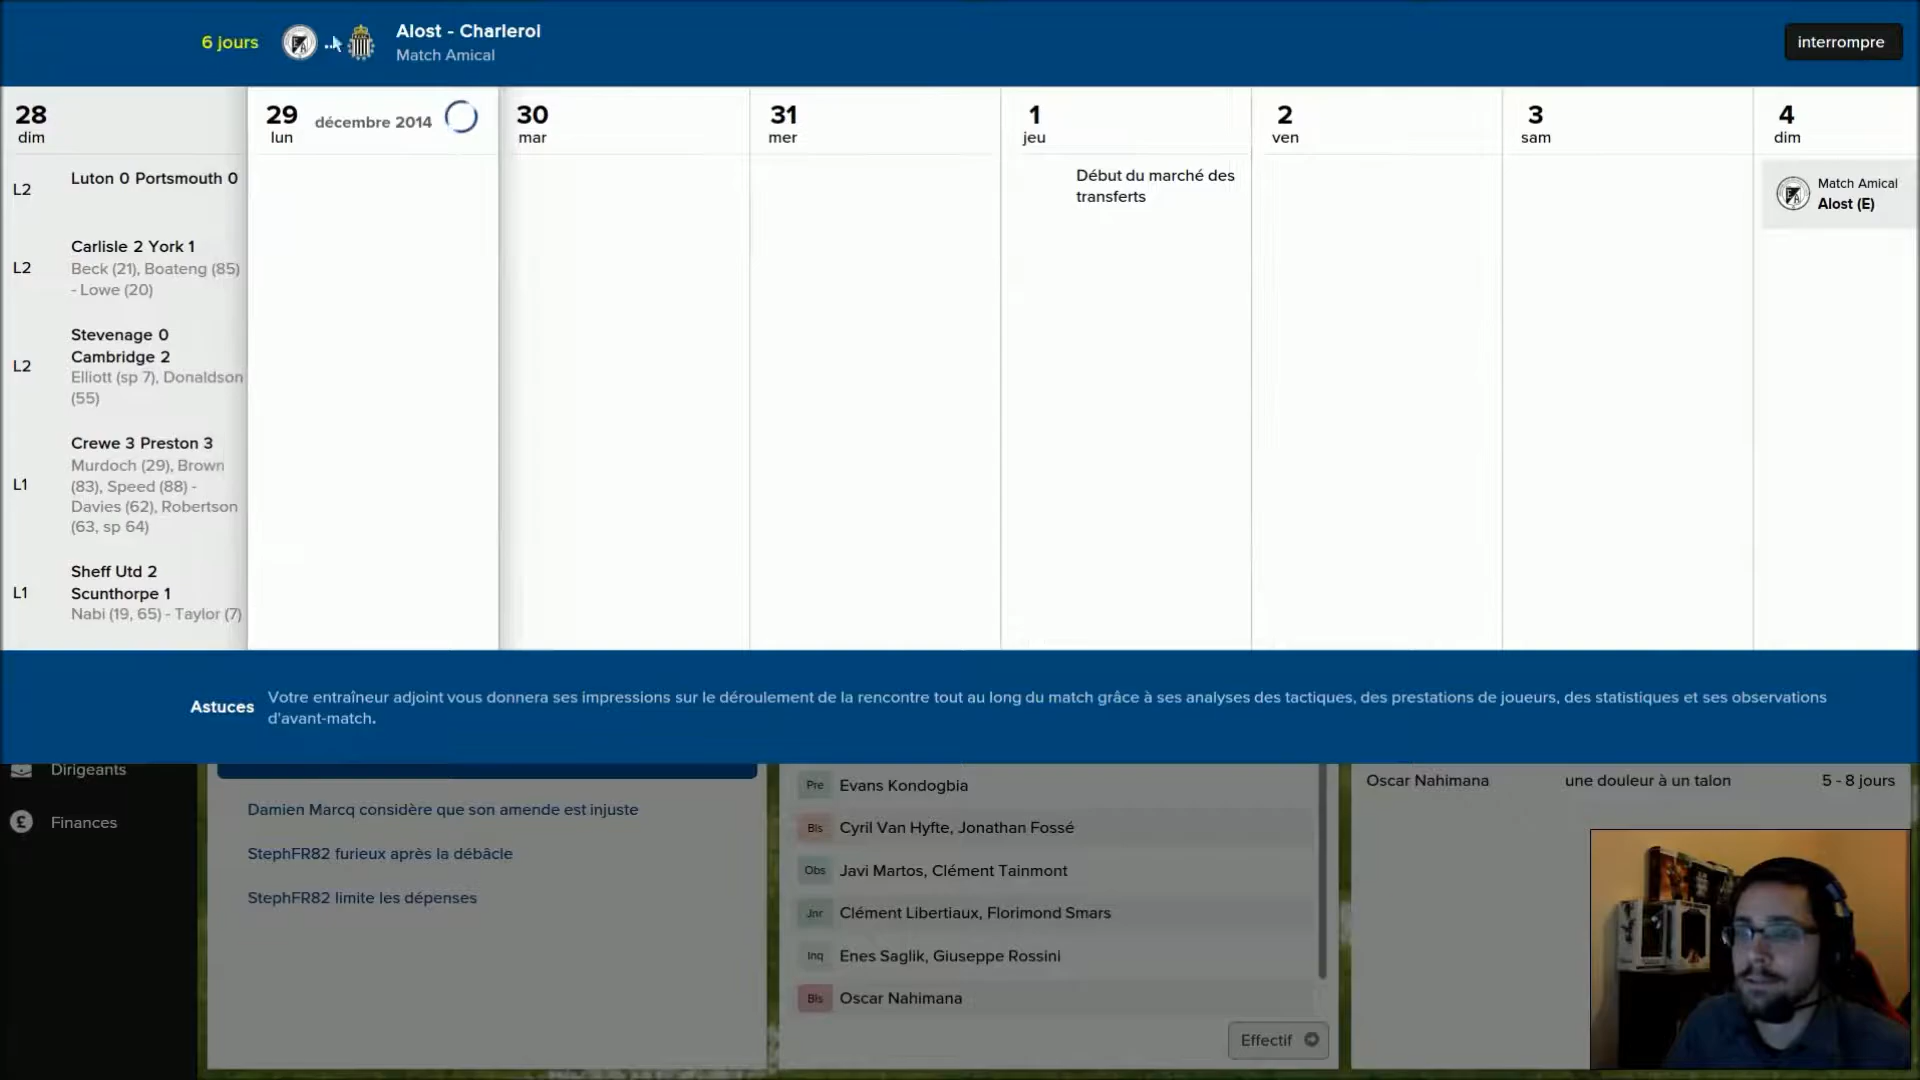 6 jours
Alost - Charleroi
Match Amical
interrompre
28
dim
29
lun
décembre 2014
30
mar
31
mer
1
jeu
2
ven
3
sam
4
dim
L2
Luton 0 Portsmouth 0
L2
Carlisle 2 York 1
Beck (21), Boateng (85)
- Lowe (20)
L2
Stevenage 0
Cambridge 2
Elliott (sp 7), Donaldson
(55)
L1
Crewe 3 Preston 3
Murdoch (29), Brown
(83), Speed (88) -
Davies (62), Robertson
(63, sp 64)
L1
Sheff Utd 2
Scunthorpe 1
Nabi (19, 65) - Taylor (7)
Début du marché des
transferts
Match Amical
Alost (E)
Astuces
Votre entraîneur adjoint vous donnera ses impressions sur le déroulement de la rencontre tout au long du match grâce à ses analyses des tactiques, des prestations de joueurs, des statistiques et ses observations
d'avant-match.
Dirigeants
Finances
Damien Marcq considère que son amende est injuste
StephFR82 furieux après la débâcle
StephFR82 limite les dépenses
Pre Evans Kondogbia
Bls Cyril Van Hyfte, Jonathan Fossé
Obs Javi Martos, Clément Tainmont
Jnr Clément Libertiaux, Florimond Smars
Inq Enes Saglik, Giuseppe Rossini
Bls Oscar Nahimana
Effectif
Oscar Nahimana une douleur à un talon 5 - 8 jours